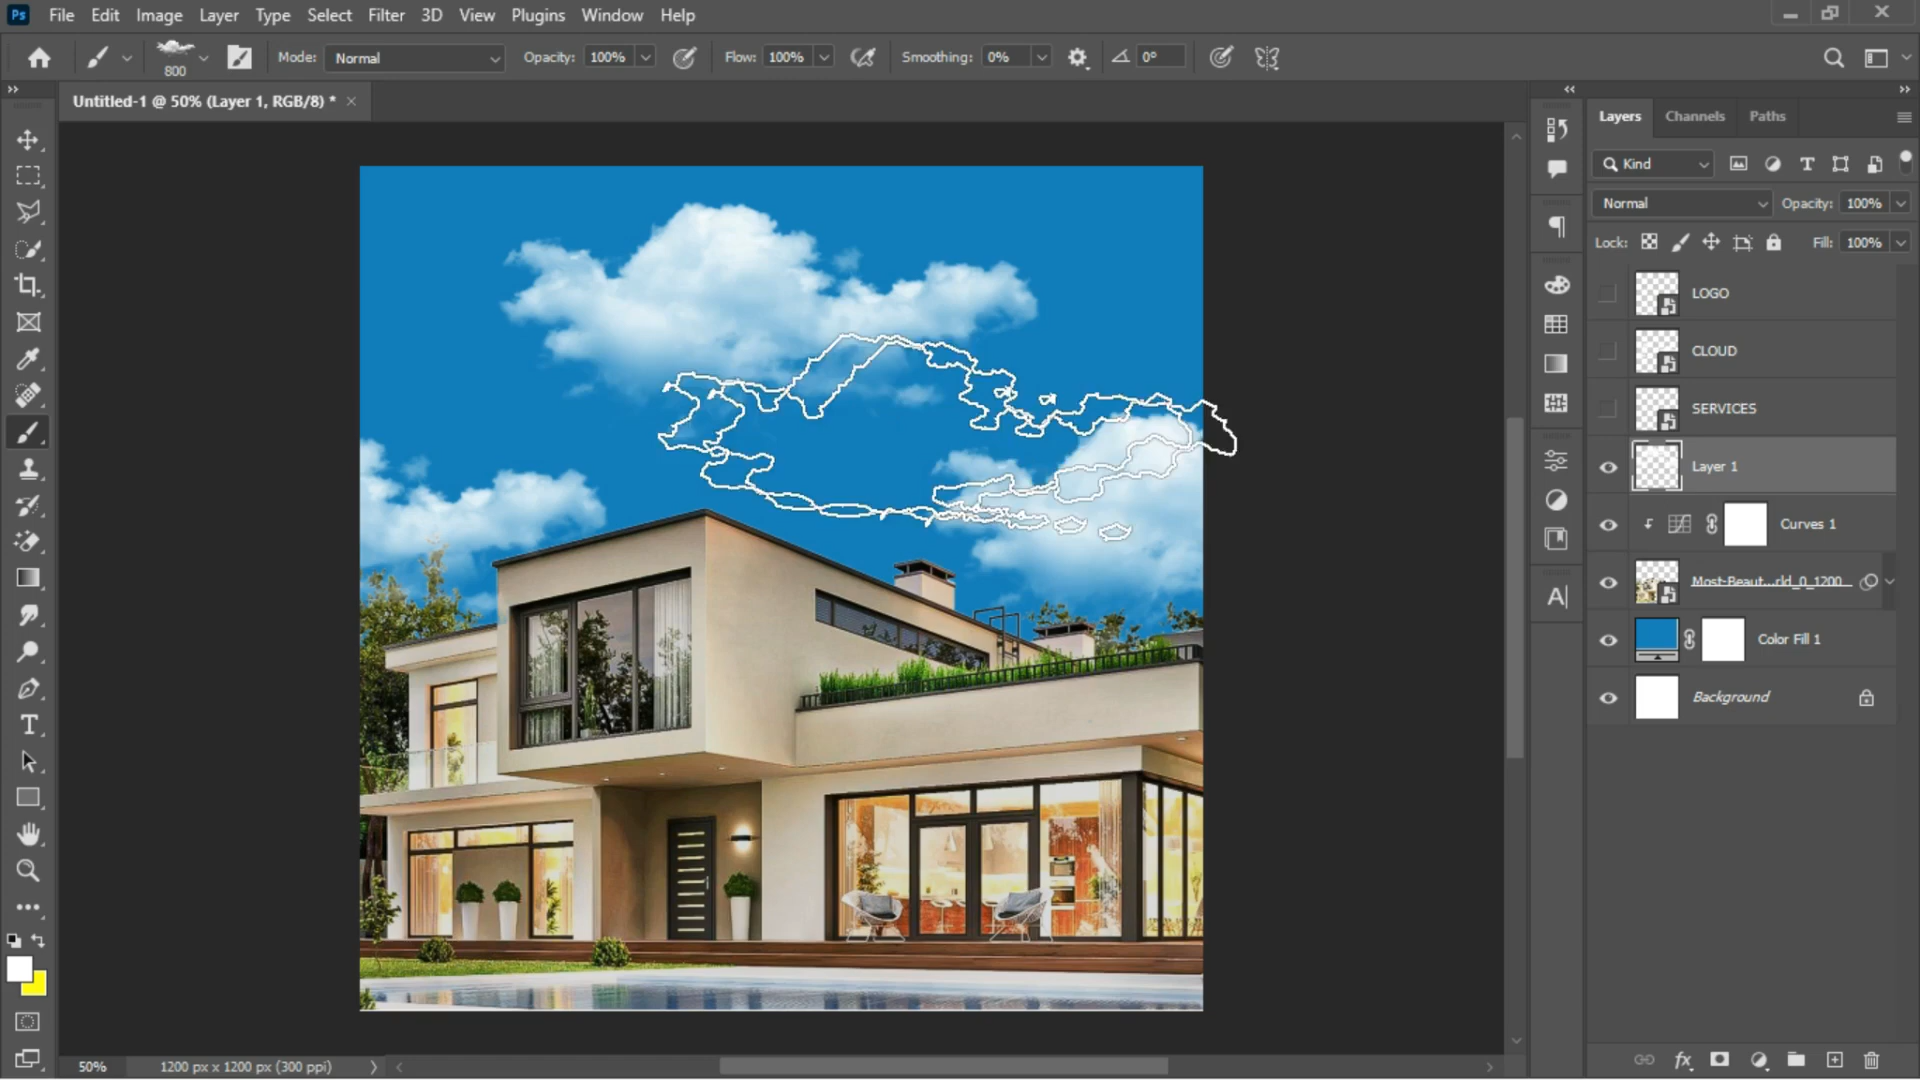 Ps File Edit Image Layer Type Select Filter 3D View Plugins Window Help
800 Mode: Normal Opacity: 100% Flow: 100% Smoothing: 0% 0°
Untitled-1 @ 50% (Layer 1, RGB/8) *
Layers Channels Paths
Kind
Normal Opacity: 100%
Lock: Fill: 100%
LOGO
CLOUD
SERVICES
Layer 1
Curves 1
Most-Beaut...rld_0_1200
Color Fill 1
Background
50% 1200 px x 1200 px (300 ppi)